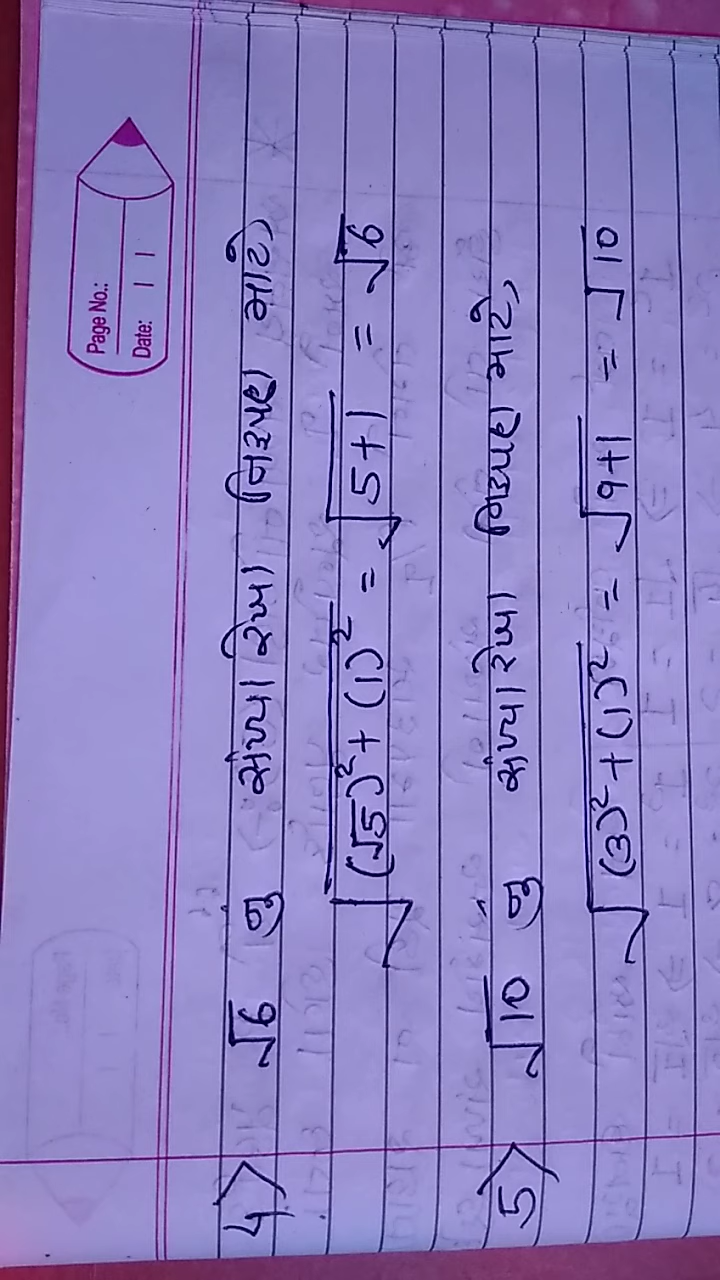 Page No.:
Date: | |
4> √6 નુ સંખ્યા રેખા નિરૂપણ માટે,
√(√5)² + (1)² = √5+1 = √6
5> √10 નુ સંખ્યારેખા નિરૂપણ માટે,
√(3)² + (1)² = √9+1 = √10